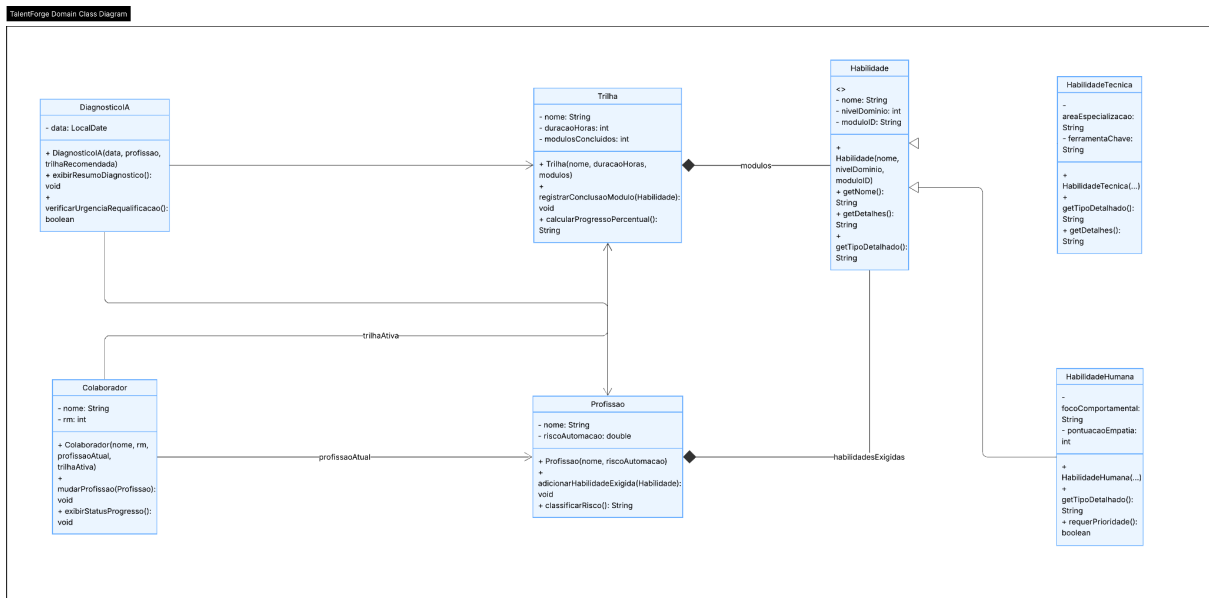 TalentForge Domain Class Diagram
DiagnosticoIA
- data: LocalDate
+ DiagnosticoIA(data, profissao,
trilhaRecomendada)
+ exibirResumoDiagnostico():
void
+
verificarUrgenciaRequalificacao():
boolean
Trilha
- nome: String
- duracaoHoras: int
- modulosConcluidos: int
+ Trilha(nome, duracaoHoras,
modulos)
+
registrarConclusaoModulo(Habilidade):
void
+ calcularProgressoPercentual():
String
modulos
Habilidade
<>
- nome: String
- nivelDominio: int
- moduloID: String
+
Habilidade(nome,
nivelDominio,
moduloID)
+ getNome():
String
+ getDetalhes():
String
+
getTipoDetalhado():
String
HabilidadeTecnica
-
areaEspecializacao:
String
- ferramentaChave:
String
+
HabilidadeTecnica(...)
+
getTipoDetalhado():
String
+ getDetalhes():
String
trilhaAtiva
Colaborador
- nome: String
- rm: int
+ Colaborador(nome, rm,
profissaoAtual,
trilhaAtiva)
+
mudarProfissao(Profissao):
void
+ exibirStatusProgresso():
void
profissaoAtual
Profissao
- nome: String
- riscoAutomacao: double
+ Profissao(nome, riscoAutomacao)
+
adicionarHabilidadeExigida(Habilidade):
void
+ classificarRisco(): String
habilidadesExigidas
HabilidadeHumana
-
focoComportamental:
String
- pontuacaoEmpatia:
int
+
HabilidadeHumana(...)
+
getTipoDetalhado():
String
+ requerPrioridade():
boolean